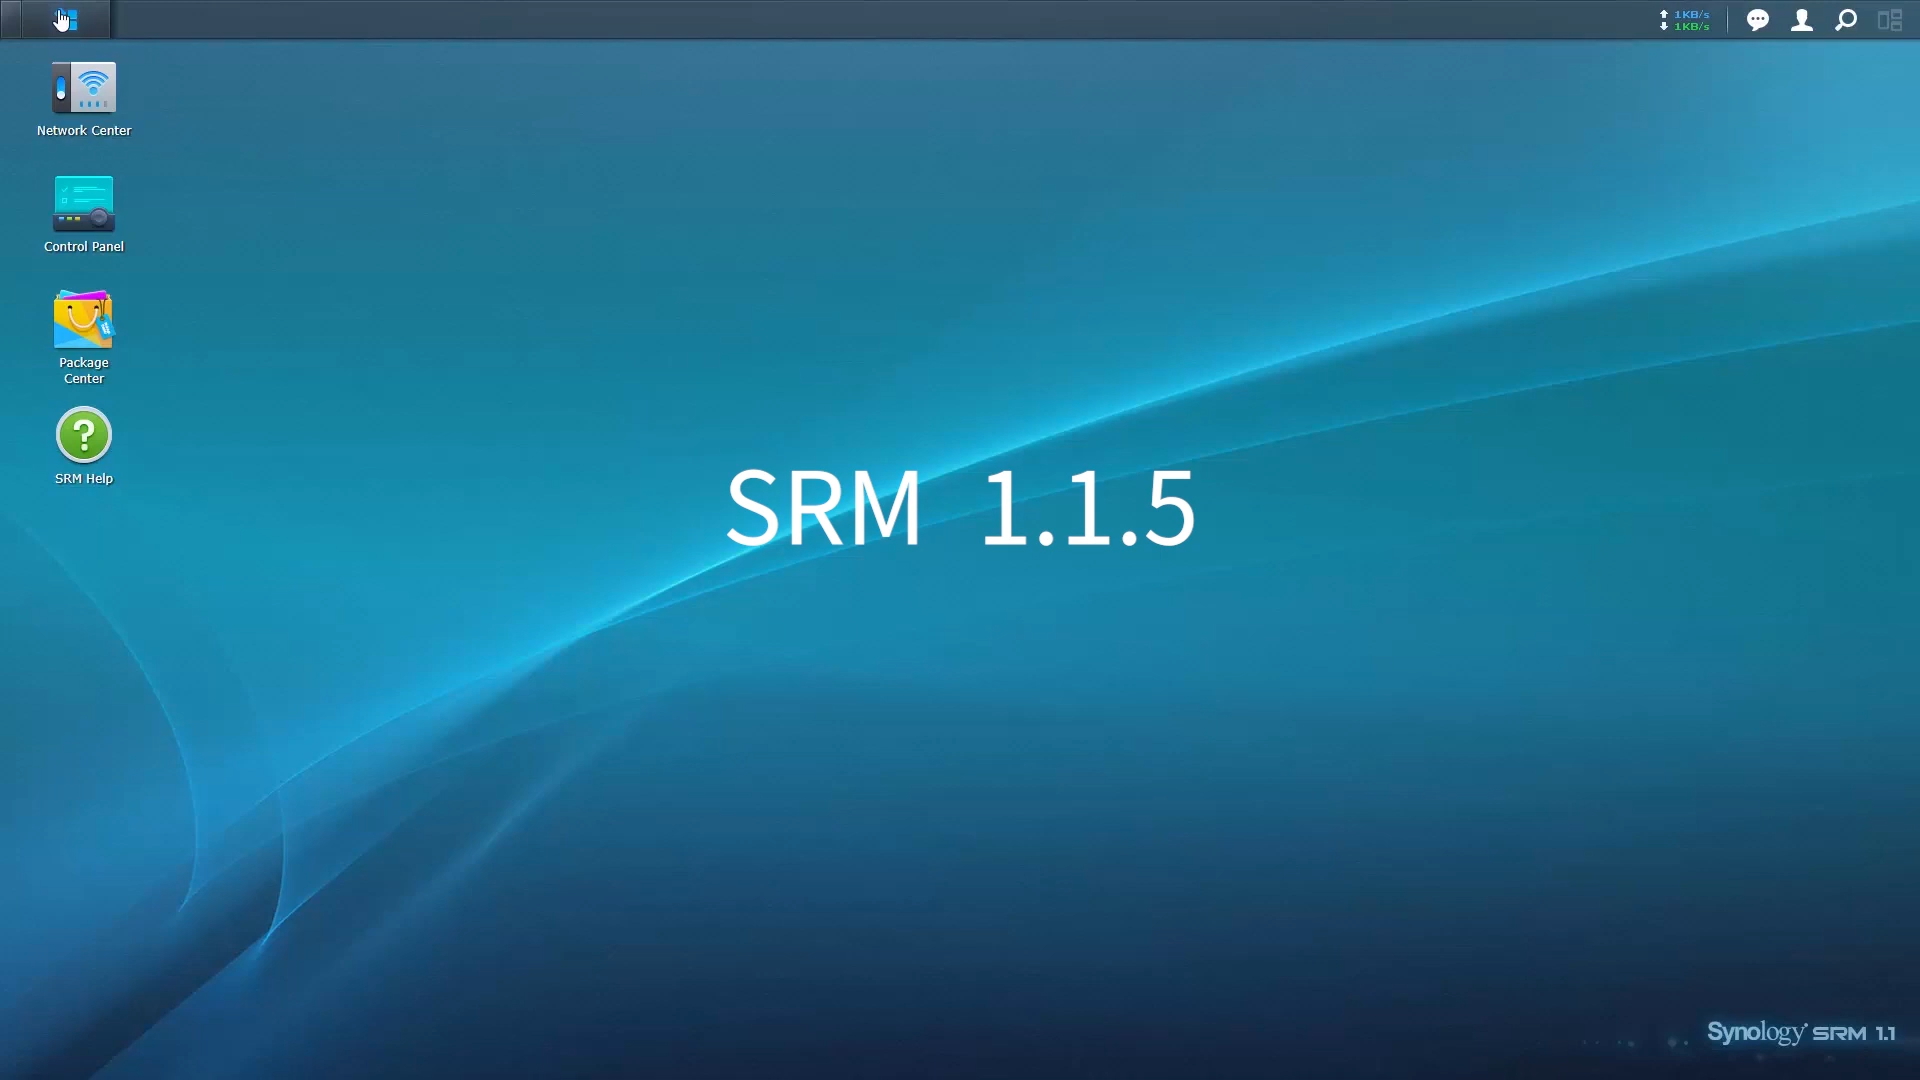 1KB/s
1KB/s
Network Center
Control Panel
Package
Center
SRM Help
SRM 1.1.5
Synology SRM 1.1